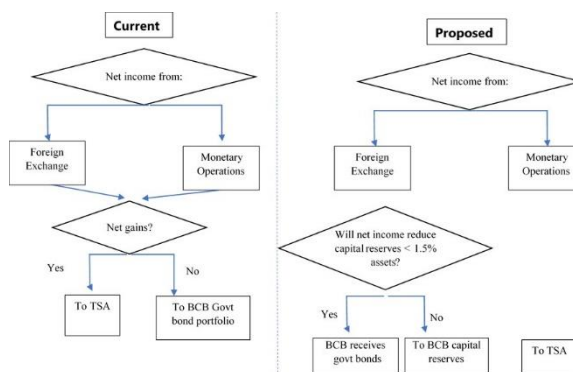 Current
Net income from:
Foreign
Exchange
Monetary
Operations
Net gains?
Yes
No
To TSA
To BCB Govt
bond portfolio
Proposed
Net income from:
Foreign
Exchange
Monetary
Operations
Will net income reduce
capital reserves < 1.5%
assets?
Yes
No
BCB receives
govt bonds
To BCB capital
reserves
To TSA